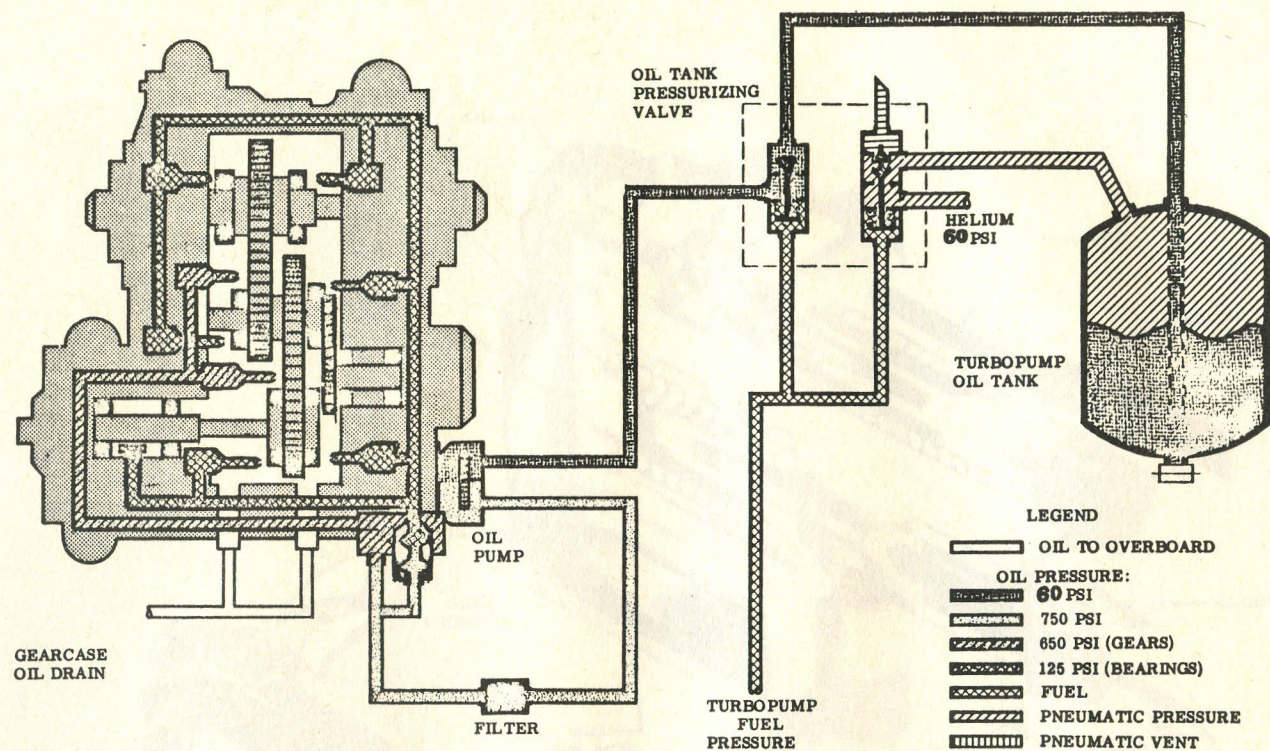 OIL TANK
PRESSURIZING
VALVE
HELIUM
60 PSI
TURBOPUMP
OIL TANK
OIL
PUMP
GEARCASE
OIL DRAIN
FILTER
TURBOPUMP
FUEL
PRESSURE
LEGEND
OIL TO OVERBOARD
OIL PRESSURE:
60 PSI
750 PSI
650 PSI (GEARS)
125 PSI (BEARINGS)
FUEL
PNEUMATIC PRESSURE
PNEUMATIC VENT